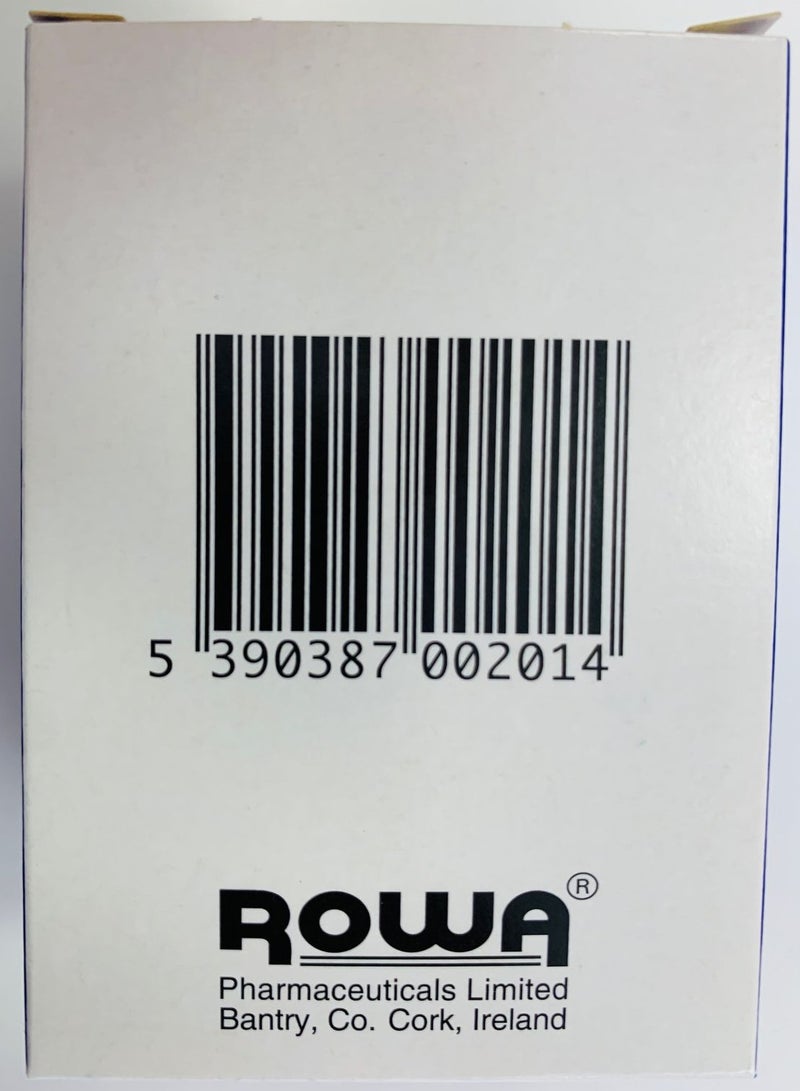 5 390387 002014
ROWA®
Pharmaceuticals Limited
Bantry, Co. Cork, Ireland